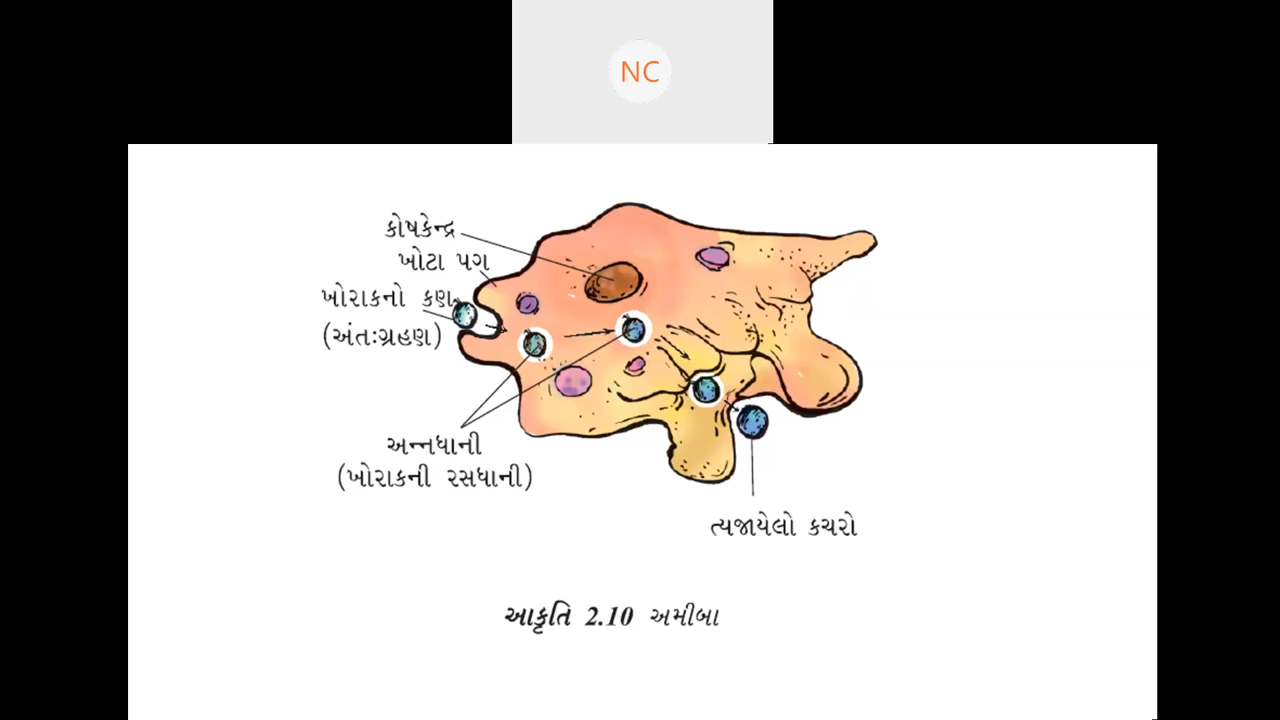 NC
કોષકેન્દ્ર
ખોટા પગ
ખોરાકનો કણ
(અંતઃગ્રહણ)
અન્નધાની
(ખોરાકની રસધાની)
ત્યજાયેલો કચરો
આકૃતિ 2.10 અમીબા